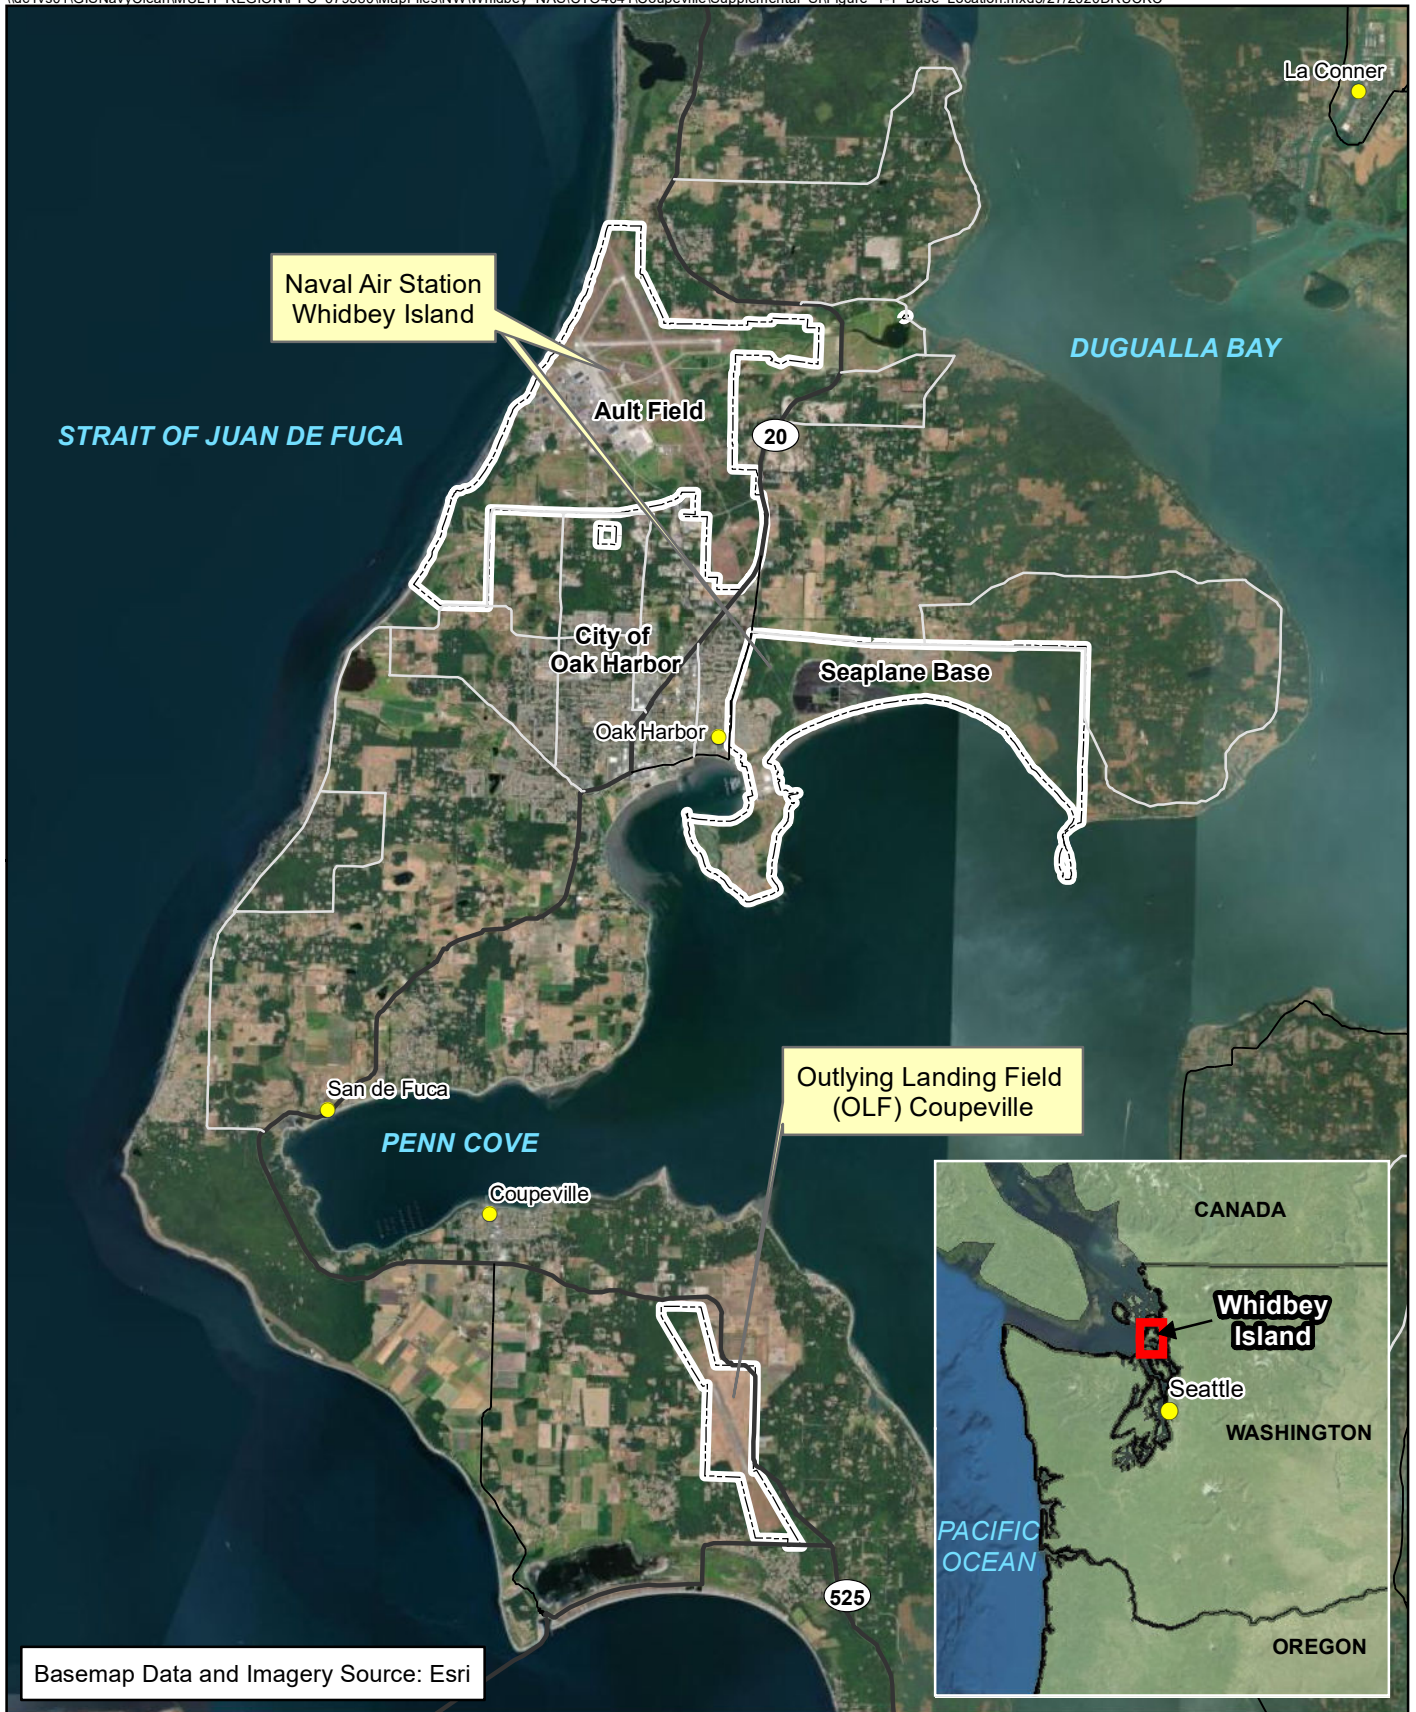 La Conner
Naval Air Station
Whidbey Island
DUGUALLA BAY
Ault Field
STRAIT OF JUAN DE FUCA
20
City of
Oak Harbor
Seaplane Base
Oak Harbor
Outlying Landing Field
(OLF) Coupeville
San de Fuca
PENN COVE
Coupeville
CANADA
Whidbey
Island
Seattle
WASHINGTON
PACIFIC
OCEAN
525
OREGON
Basemap Data and Imagery Source: Esri